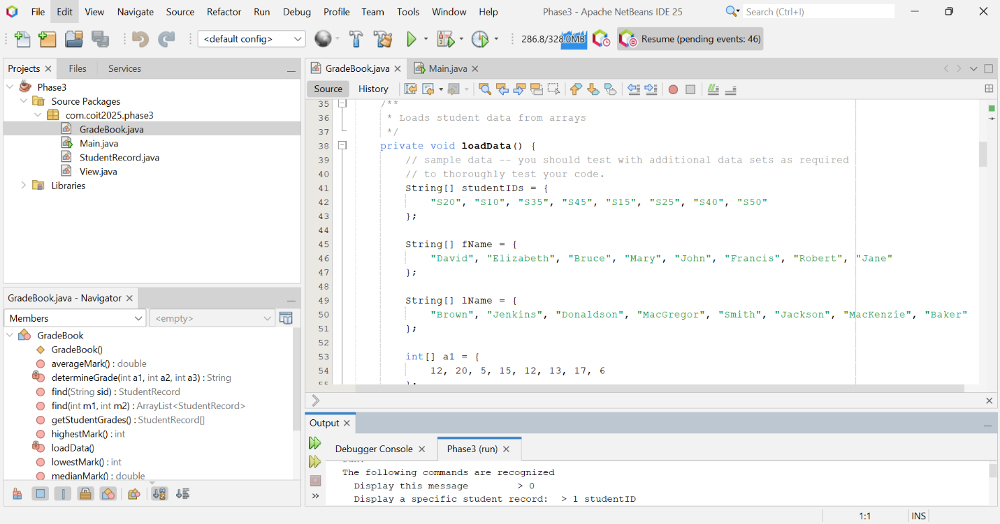 File Edit View Navigate Source Refactor Run Debug Profile Team Tools Window Help Phase3 - Apache NetBeans IDE 25 Search (Ctrl+I)
<default config> 286.8/328.0MB Resume (pending events: 46)
Projects Files Services
Phase3
Source Packages
com.coit2025.phase3
GradeBook.java
Main.java
StudentRecord.java
View.java
Libraries
GradeBook.java - Navigator
Members <empty>
GradeBook
GradeBook()
averageMark() : double
determineGrade(int a1, int a2, int a3) : String
find(String sid) : StudentRecord
find(int m1, int m2) : ArrayList<StudentRecord>
getStudentGrades() : StudentRecord[]
highestMark() : int
loadData()
lowestMark() : int
medianMark() : double
GradeBook.java Main.java
Source History
35 /**
36 * Loads student data from arrays
37 */
38 private void loadData() {
39 // sample data -- you should test with additional data sets as required
40 // to thoroughly test your code.
41 String[] studentIDs = {
42 "S20", "S10", "S35", "S45", "S15", "S25", "S40", "S50"
43 };
44
45 String[] fName = {
46 "David", "Elizabeth", "Bruce", "Mary", "John", "Francis", "Robert", "Jane"
47 };
48
49 String[] lName = {
50 "Brown", "Jenkins", "Donaldson", "MacGregor", "Smith", "Jackson", "MacKenzie", "Baker"
51 };
52
53 int[] a1 = {
54 12, 20, 5, 15, 12, 13, 17, 6
55 };
Output
Debugger Console Phase3 (run)
The following commands are recognized
Display this message > 0
Display a specific student record: > 1 studentID
1:1 INS